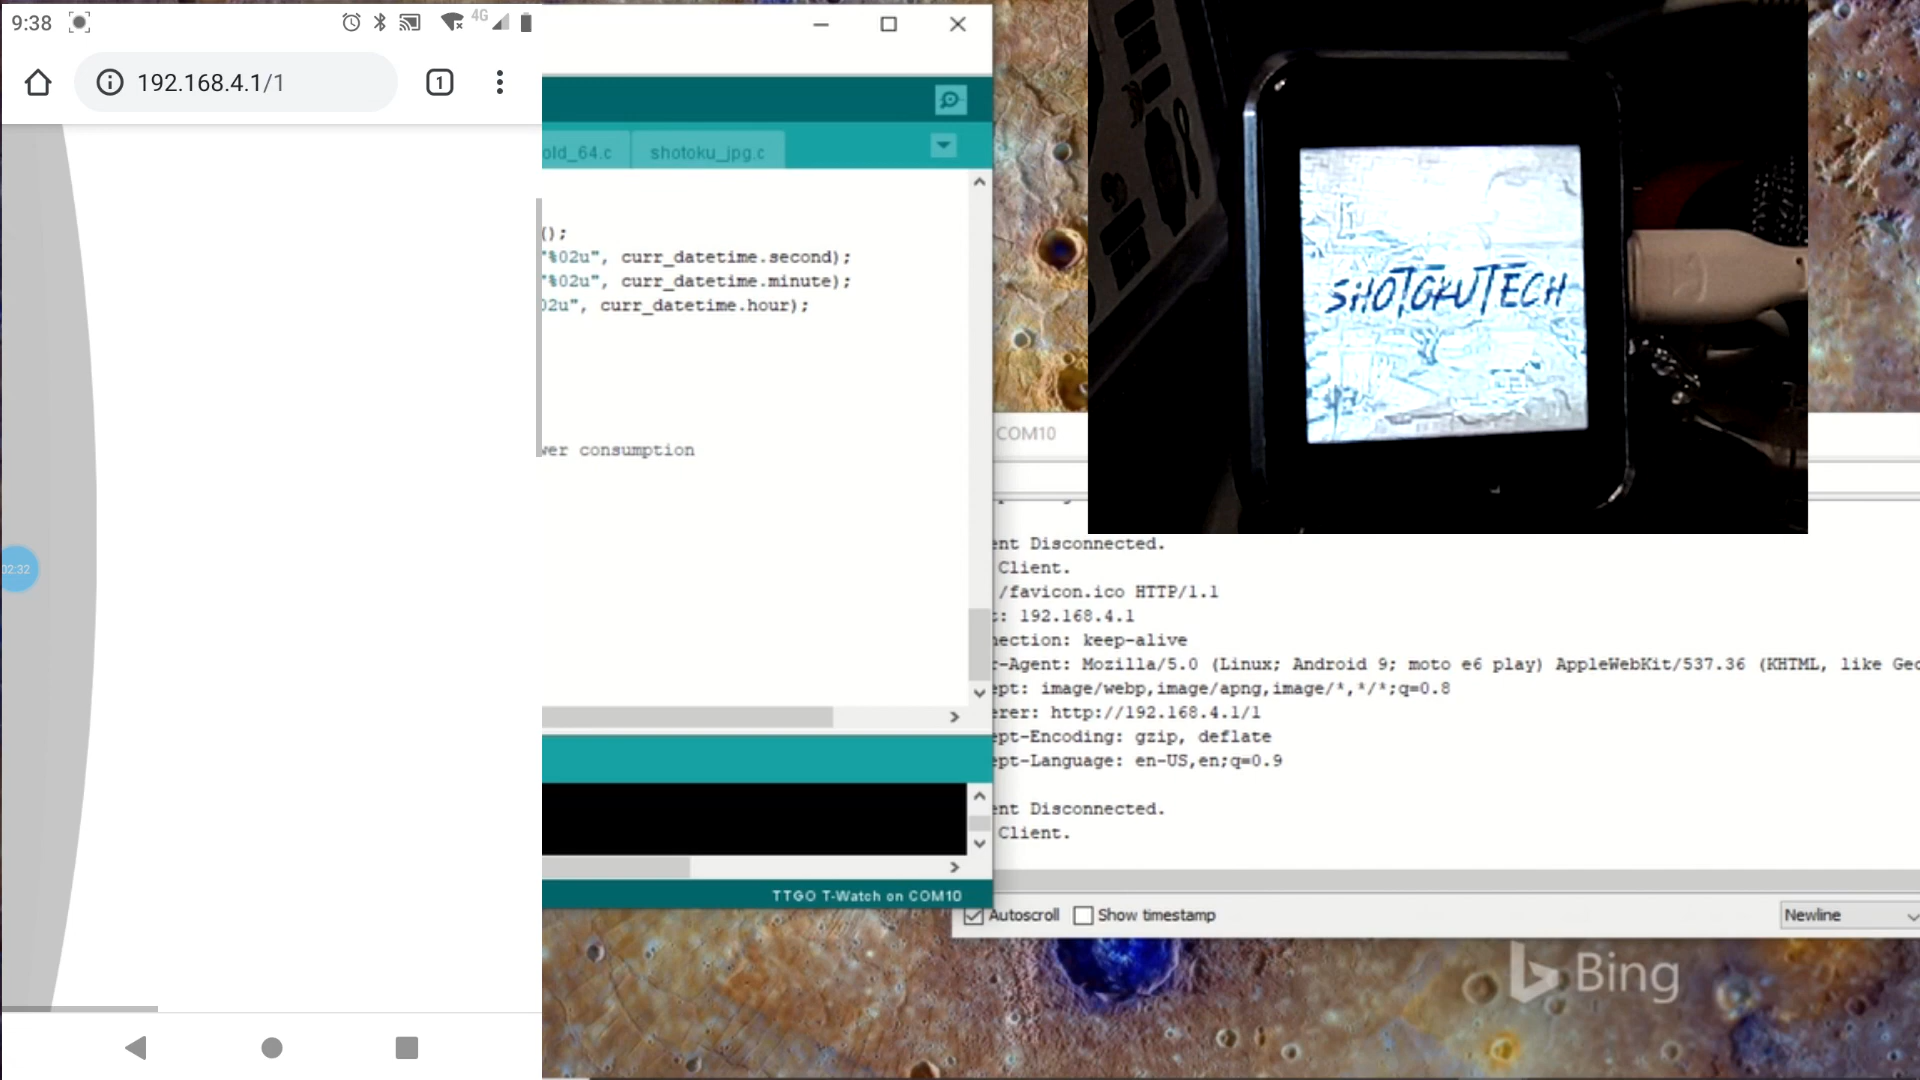 9:38
4G
192.168.4.1/1
02:32
old_64.c
shotoku_jpg.c
();
"%02u", curr_datetime.second);
"%02u", curr_datetime.minute);
02u", curr_datetime.hour);
wer consumption
TTGO T-Watch on COM10
SHOTOKUTECH
COM10
ent Disconnected.
Client.
/favicon.ico HTTP/1.1
t: 192.168.4.1
nection: keep-alive
r-Agent: Mozilla/5.0 (Linux; Android 9; moto e6 play) AppleWebKit/537.36 (KHTML, like Gec
ept: image/webp,image/apng,image/*,*/*;q=0.8
erer: http://192.168.4.1/1
ept-Encoding: gzip, deflate
ept-Language: en-US,en;q=0.9
ent Disconnected.
Client.
Autoscroll
Show timestamp
Newline
Bing